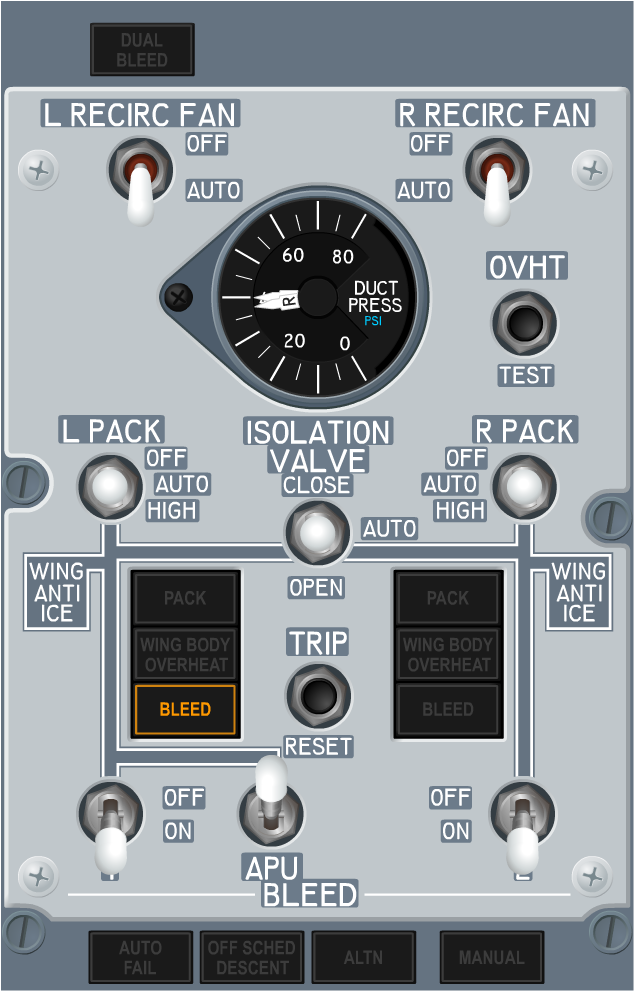 DUAL
BLEED
L RECIRC FAN
R RECIRC FAN
OFF
OFF
AUTO
AUTO
60
80
OVHT
R
DUCT
PRESS
PSI
20
0
TEST
L PACK
ISOLATION
VALVE
R PACK
OFF
AUTO
HIGH
CLOSE
OFF
AUTO
HIGH
AUTO
OPEN
WING
ANTI
ICE
PACK
WING BODY
OVERHEAT
BLEED
TRIP
RESET
PACK
WING BODY
OVERHEAT
BLEED
WING
ANTI
ICE
OFF
ON
OFF
ON
APU
BLEED
AUTO
FAIL
OFF SCHED
DESCENT
ALTN
MANUAL